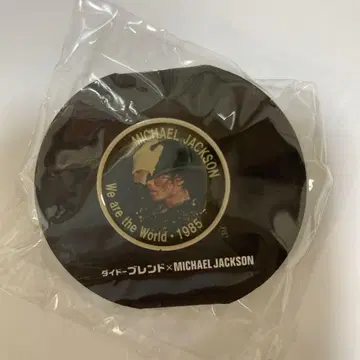 MICHAEL JACKSON
We are the World • 1985
ダイドーブレンド×MICHAEL JACKSON